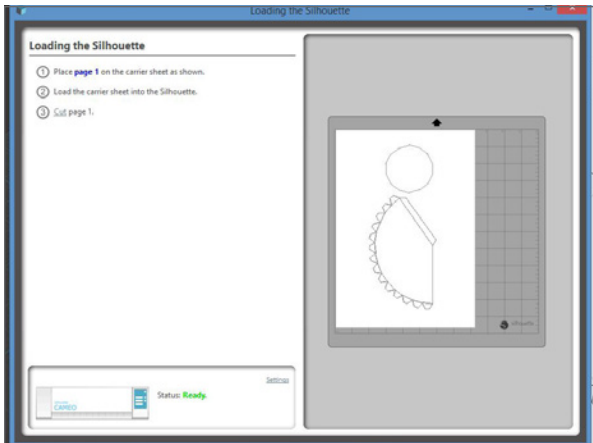 Loading the Silhouette
Loading the Silhouette
1 Place page 1 on the carrier sheet as shown.
2 Load the carrier sheet into the Silhouette.
3 Cut page 1.
Settings
Status: Ready.
CAMEO
Silhouette